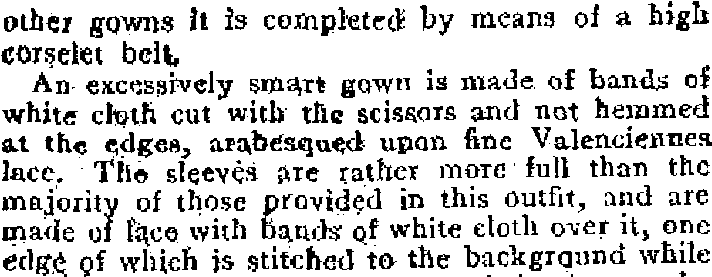 other gowns it is completed by means of a high
corselet belt.
An excessively smart gown is made of bands of
white cloth cut with the scissors and not hemmed
at the edges, arabesqued upon fine Valenciennes
lace. The sleeves are rather more full than the
majority of those provided in this outfit, and are
made of lace with bands of white cloth over it, one
edge of which is stitched to the background while